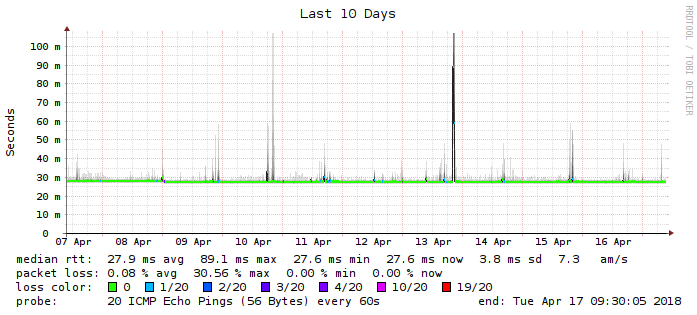 Last 10 Days
RRDTOOL / TOBI OETIKER
Seconds
100 m
90 m
80 m
70 m
60 m
50 m
40 m
30 m
20 m
10 m
0
07 Apr 08 Apr 09 Apr 10 Apr 11 Apr 12 Apr 13 Apr 14 Apr 15 Apr 16 Apr
median rtt: 27.9 ms avg 89.1 ms max 27.6 ms min 27.6 ms now 3.8 ms sd 7.3 am/s
packet loss: 0.08 % avg 30.56 % max 0.00 % min 0.00 % now
loss color: 0 1/20 2/20 3/20 4/20 10/20 19/20
probe: 20 ICMP Echo Pings (56 Bytes) every 60s end: Tue Apr 17 09:30:05 2018